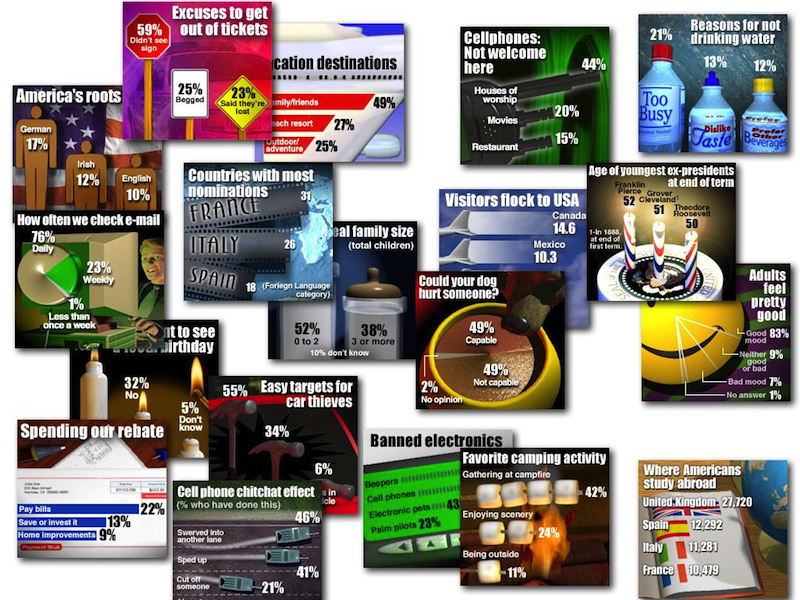 Excuses to get
out of tickets
59%
Didn't see
sign
25%
Begged
23%
Said they're
lost
cation destinations
amily/friends
49%
each resort
27%
Outdoor/
adventure
25%
Cellphones:
Not welcome
here
44%
Houses of
worship
20%
Movies
15%
Restaurant
Reasons for not
drinking water
21%
13%
12%
Too
Busy
Dislike
Taste
Prefer
Other
Beverages
America's roots
German
17%
Irish
12%
English
10%
Countries with most
nominations
FRANCE
31
ITALY
26
SPAIN
18
(Foriegn Language
category)
Visitors flock to USA
Canada
14.6
Mexico
10.3
Age of youngest ex-presidents
at end of term
Franklin
Pierce
52
Grover
Cleveland¹
51
Theodore
Roosevelt
50
1-In 1888,
at end of
first term.
How often we check e-mail
76%
Daily
23%
Weekly
1%
Less than
once a week
eal family size
(total children)
52%
0 to 2
38%
3 or more
10% don't know
Could your dog
hurt someone?
49%
Capable
49%
Not capable
2%
No opinion
Adults
feel
pretty
good
Good
mood
83%
Neither
good
or bad
9%
Bad mood
7%
No answer
1%
nt to see
birthday
32%
No
5%
Don't
know
Easy targets for
car thieves
55%
34%
6%
Spending our rebate
Pay bills
22%
Save or invest it
13%
Home improvements
9%
Cell phone chitchat effect
(% who have done this)
46%
Swerved into
another lane
Sped up
41%
Cut off
someone
21%
Banned electronics
Beepers
Cell phones
Electronic pets
43
Palm pilots 23%
Favorite camping activity
Gathering at campfire
42%
Enjoying scenery
24%
Being outside
11%
Where Americans
study abroad
United Kingdom 27,720
Spain 12,292
Italy 11,281
France 10,479